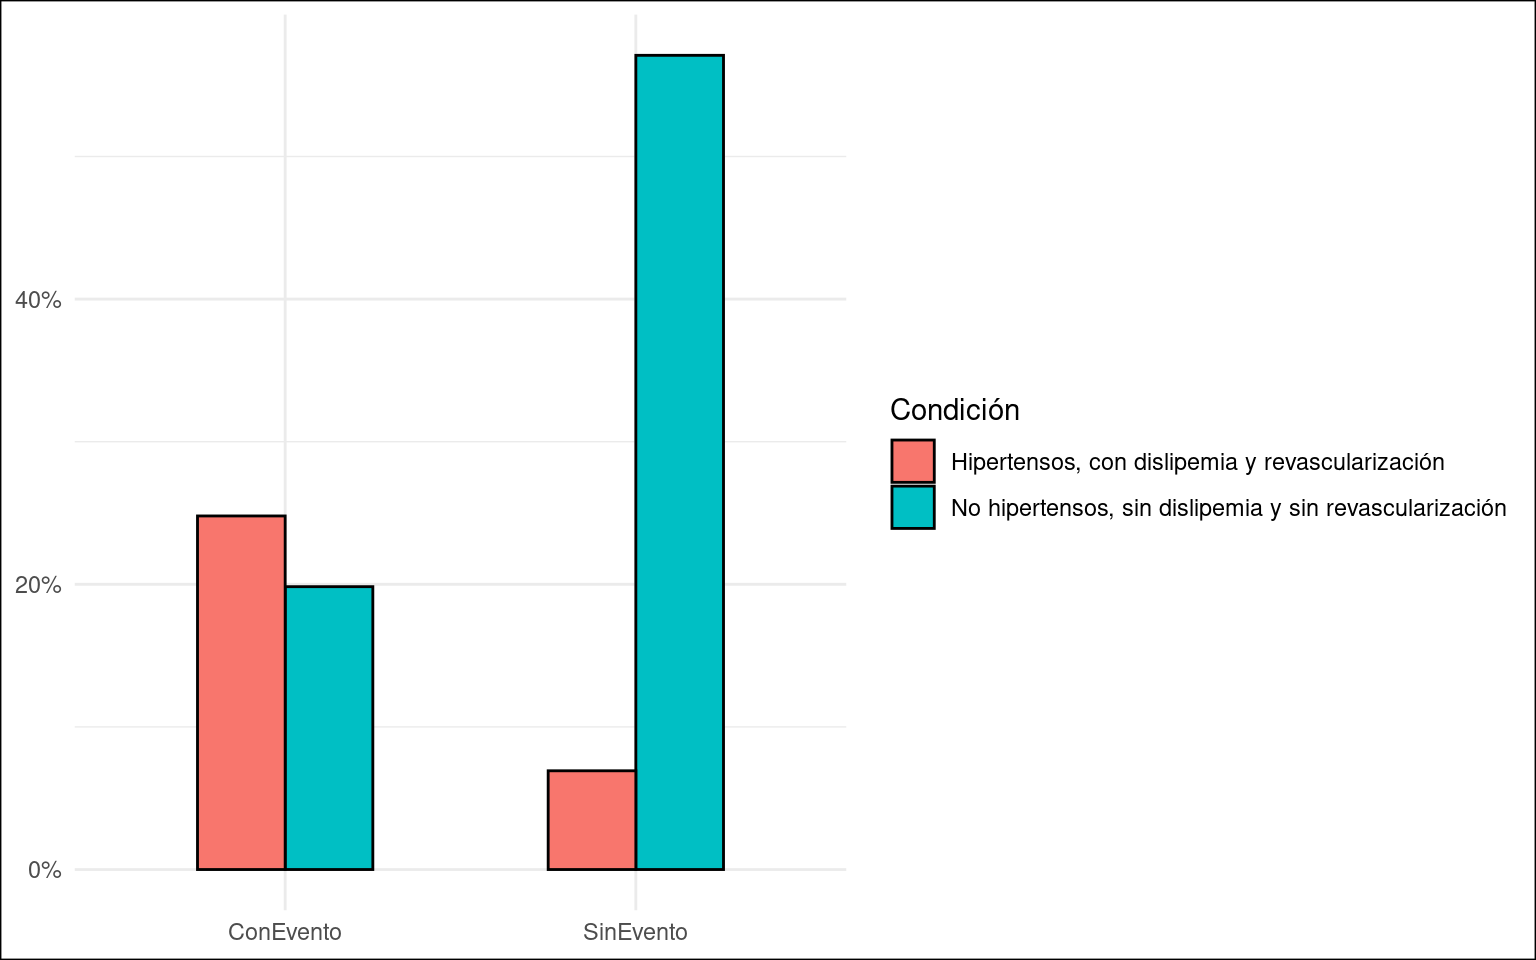 40%
20%
0%
ConEvento
SinEvento
Condición
Hipertensos, con dislipemia y revascularización
No hipertensos, sin dislipemia y sin revascularización